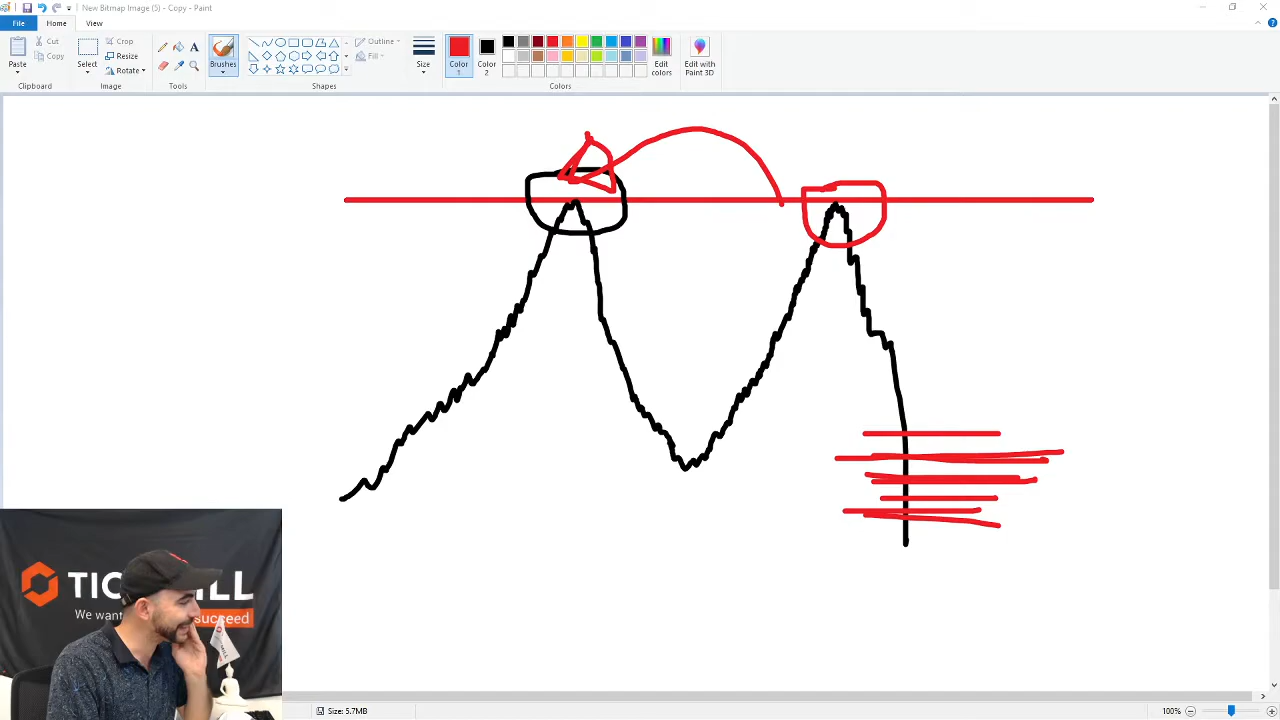 New Bitmap Image (5) - Copy - Paint
File
Home
View
Paste
Cut
Copy
Clipboard
Select
Crop
Resize
Rotate
Image
Tools
Brushes
Shapes
Outline
Fill
Size
Color
1
Color
2
Colors
Edit
colors
Edit with
Paint 3D
TIC LL
We want succeed
Size: 5.7MB
100%